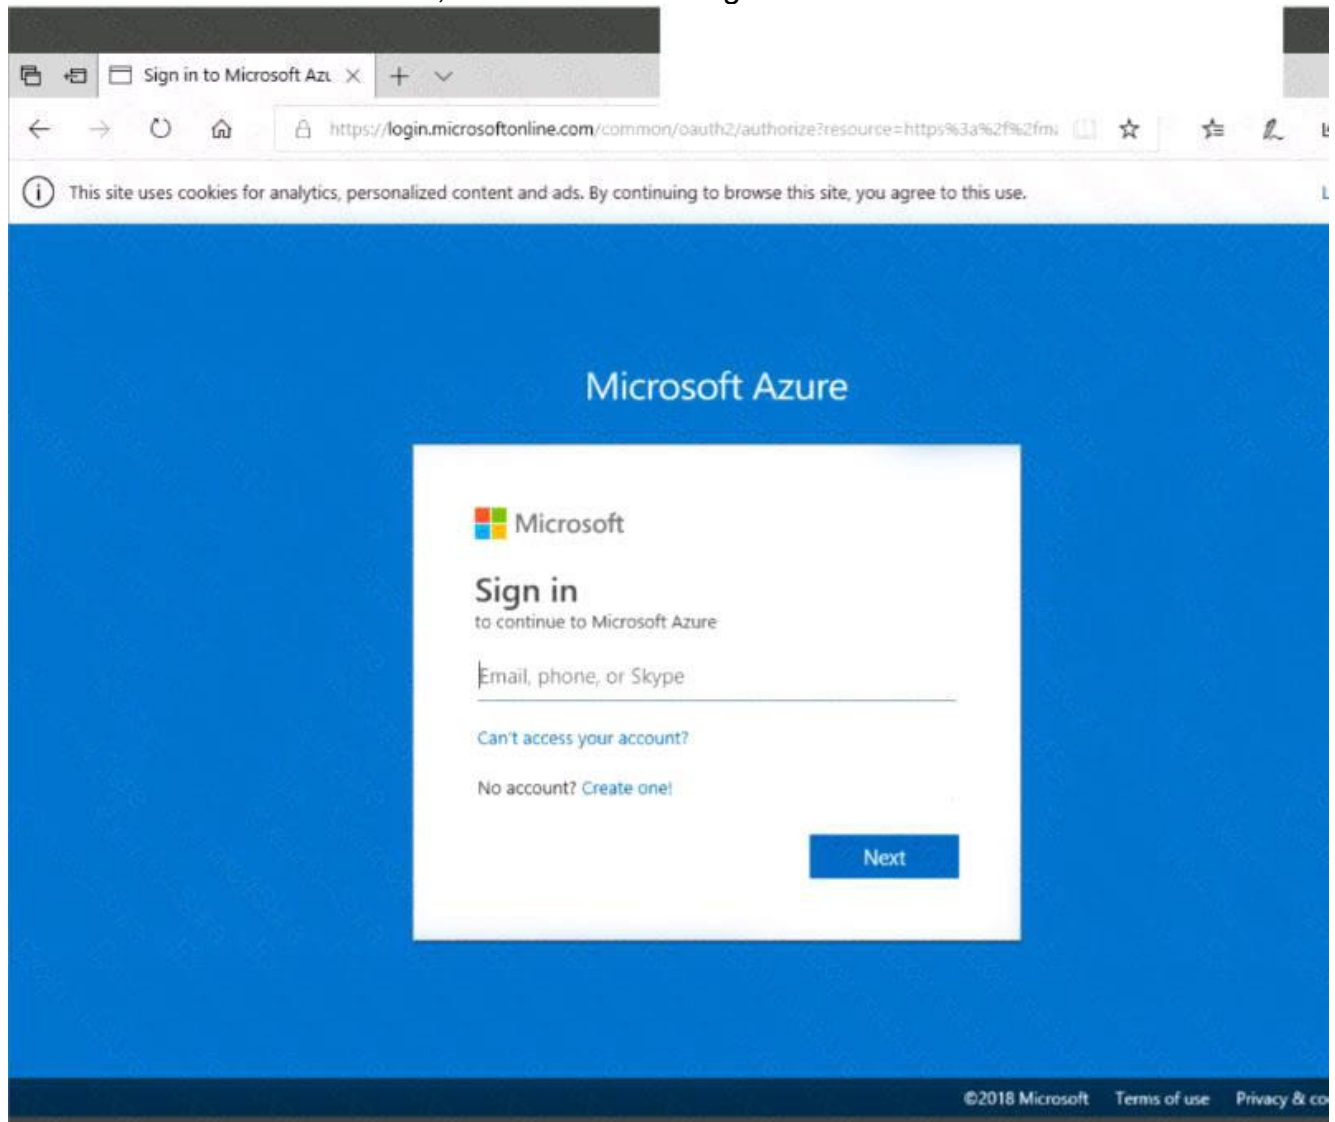 Sign in to Microsoft Azu
https://login.microsoftonline.com/common/oauth2/authorize?resource=https%3a%2f%2fm
This site uses cookies for analytics, personalized content and ads. By continuing to browse this site, you agree to this use.
Microsoft Azure
Microsoft
Sign in
to continue to Microsoft Azure
Email, phone, or Skype
Can't access your account?
No account? Create one!
Next
©2018 Microsoft Terms of use Privacy & co